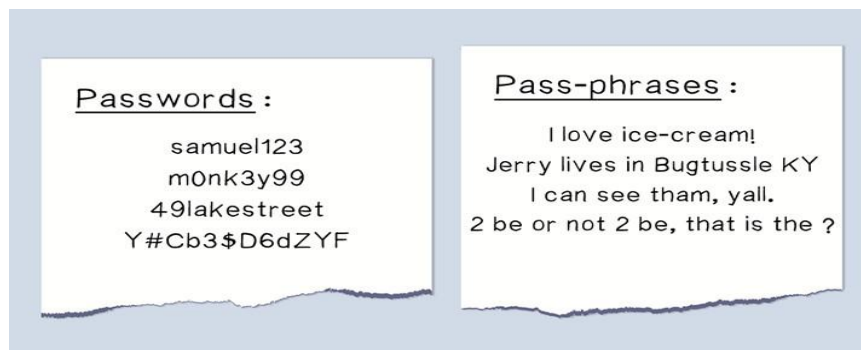 Passwords:
samuel123
m0nk3y99
49lakestreet
Y#Cb3$D6dZYF
Pass-phrases:
I love ice-cream!
Jerry lives in Bugtussle KY
I can see tham, yall.
2 be or not 2 be, that is the ?